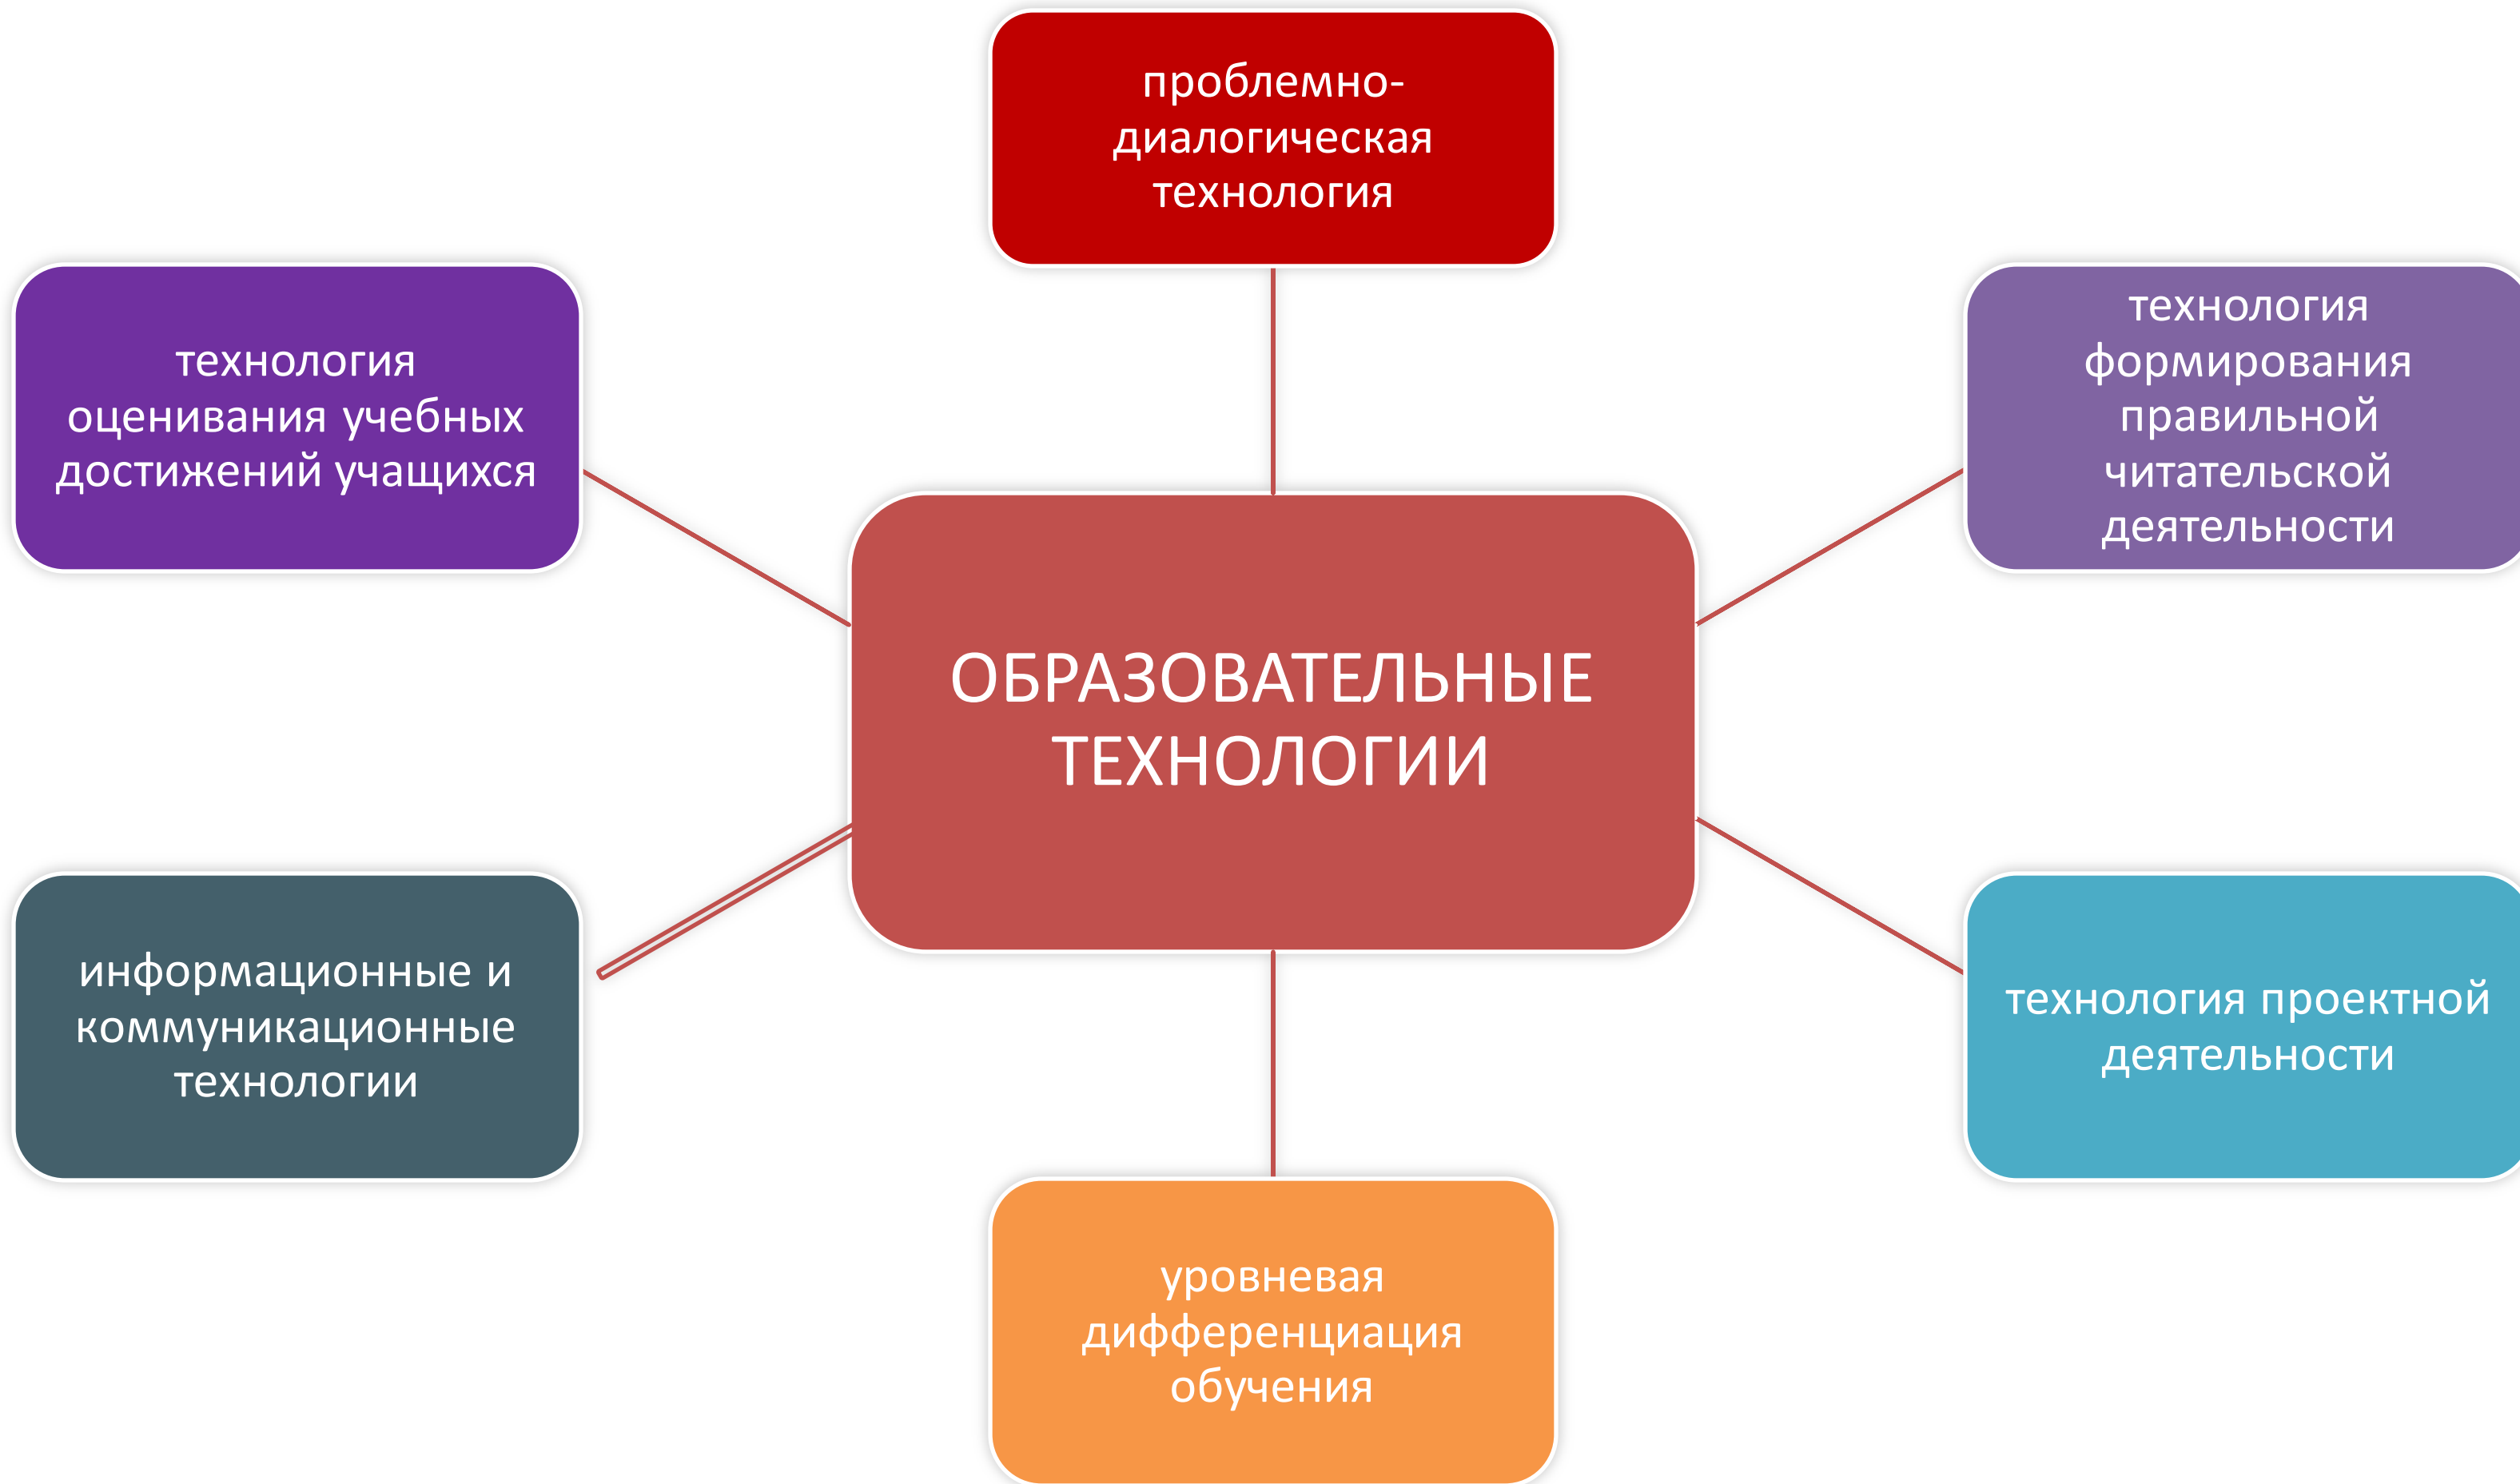 проблемно-
диалогическая
технология
технология
оценивания учебных
достижений учащихся
технология
формирования
правильной
читательской
деятельности
ОБРАЗОВАТЕЛЬНЫЕ
ТЕХНОЛОГИИ
информационные и
коммуникационные
технологии
технология проектной
деятельности
уровневая
дифференциация
обучения